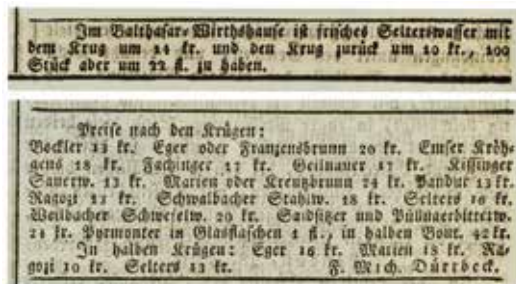 Im Balthasar-Wirthshause ist frisches Selterswasser mit
dem Krug um 14 kr. und den Krug zurück um 10 kr., 100
Stück aber um 22 fl. zu haben.
Preise nach den Krügen:
Bockler 13 kr. Eger oder Franzensbrunn 20 kr. Emser Kröh-
gens 18 kr. Fachinger 17 kr. Geilnauer 17 kr. Kissinger
Sauerw. 13 kr. Marien oder Kreutzbrunn 24 kr. Pandur 13 kr.
Ragozi 13 kr. Schwalbacher Stahlw. 18 kr. Selters 16 kr.
Weilbacher Schwefelw. 20 kr. Saidsitzer und Püllnaerbitterw.
21 kr. Pyrmonter in Glasflaschen 1 fl., in halben Bout. 42 kr.
In halben Krügen: Eger 16 kr. Marien 18 kr. Ra-
gozi 10 kr. Selters 12 kr. F. Mich. Dürrbeck.